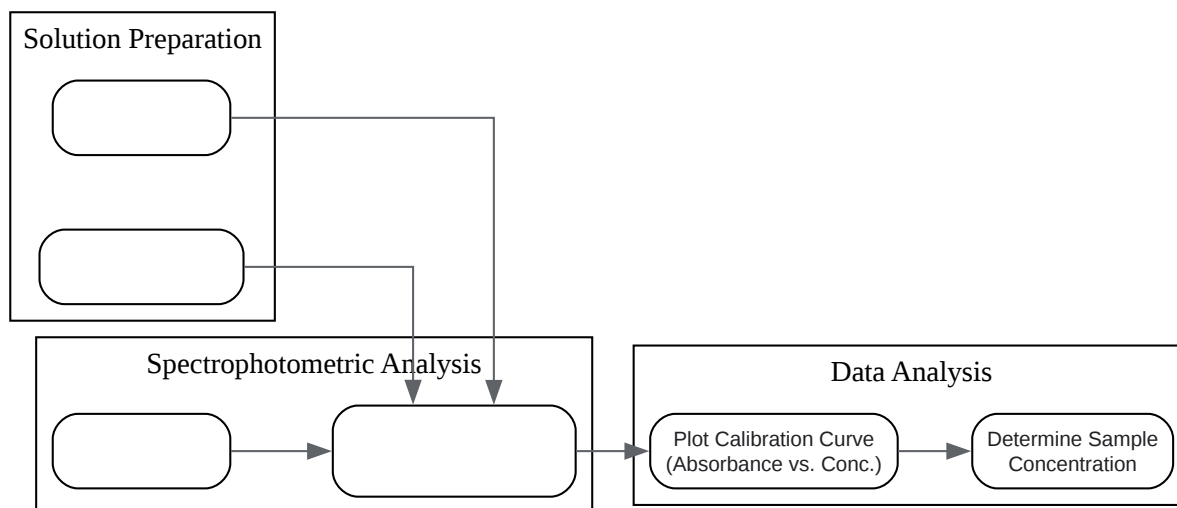 Solution Preparation
Spectrophotometric Analysis
Data Analysis
Plot Calibration Curve
(Absorbance vs. Conc.)
Determine Sample
Concentration